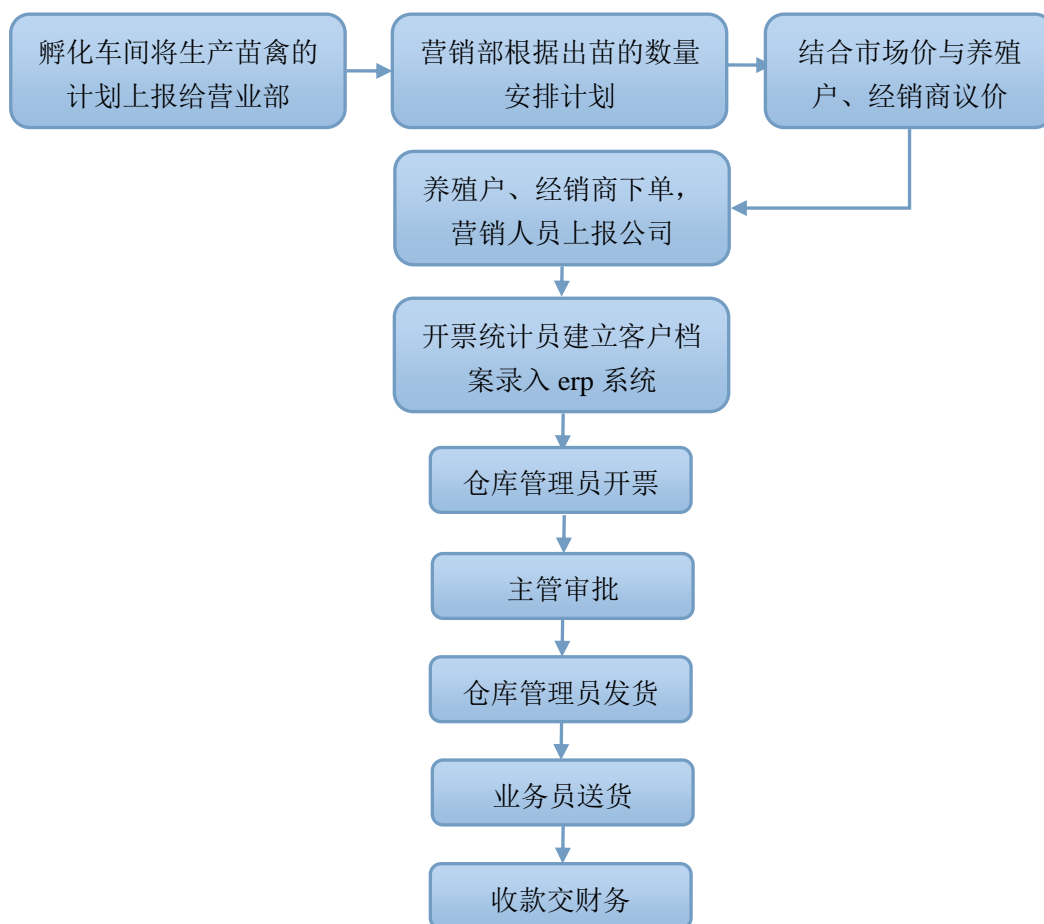 孵化车间将生产苗禽的
计划上报给营业部
营销部根据出苗的数量
安排计划
结合市场价与养殖
户、经销商议价
养殖户、经销商下单，
营销人员上报公司
开票统计员建立客户档
案录入 erp 系统
仓库管理员开票
主管审批
仓库管理员发货
业务员送货
收款交财务